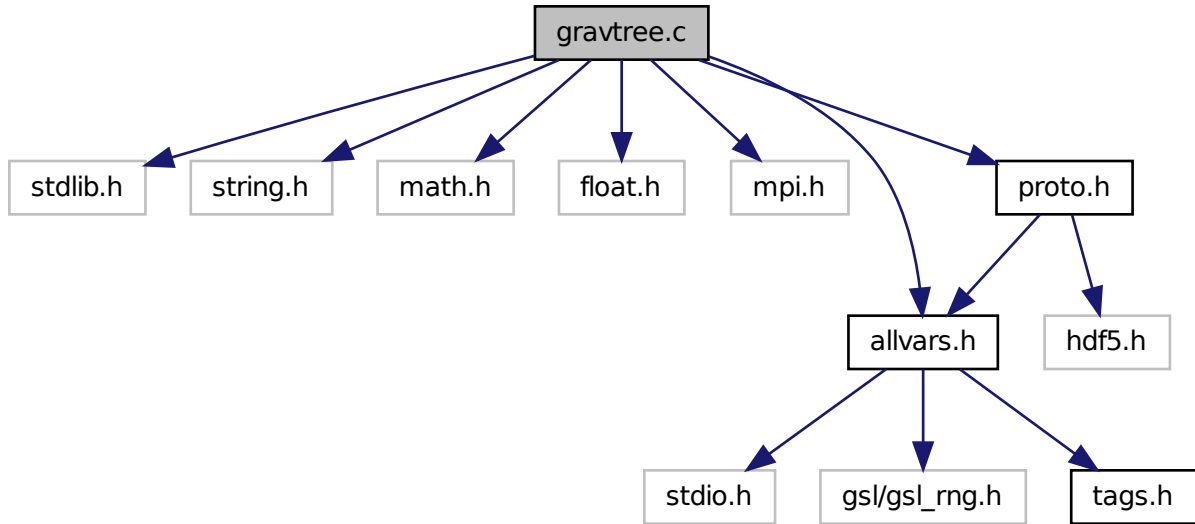 gravtree.c
stdlib.h
string.h
math.h
float.h
mpi.h
proto.h
allvars.h
hdf5.h
stdio.h
gsl/gsl_rng.h
tags.h